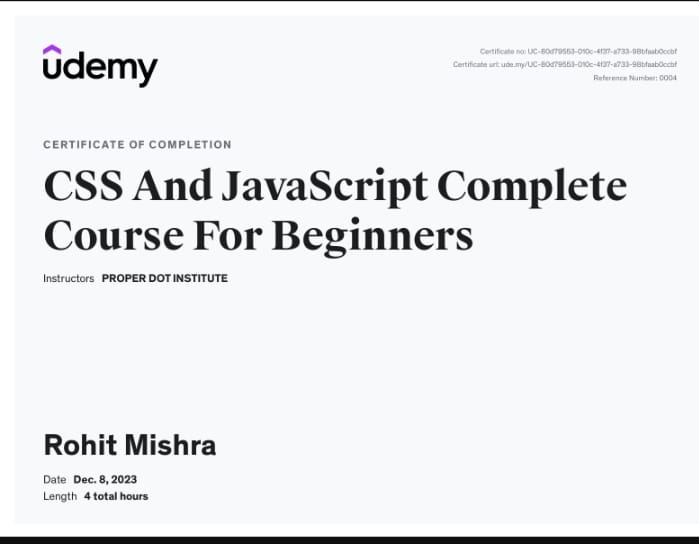 udemy
Certificate no: UC-80d79553-010c-4f37-a733-98bfaab0ccbf
Certificate url: ude.my/UC-80d79553-010c-4f37-a733-98bfaab0ccbf
Reference Number: 0004
CERTIFICATE OF COMPLETION
CSS And JavaScript Complete
Course For Beginners
Instructors PROPER DOT INSTITUTE
Rohit Mishra
Date Dec. 8, 2023
Length 4 total hours